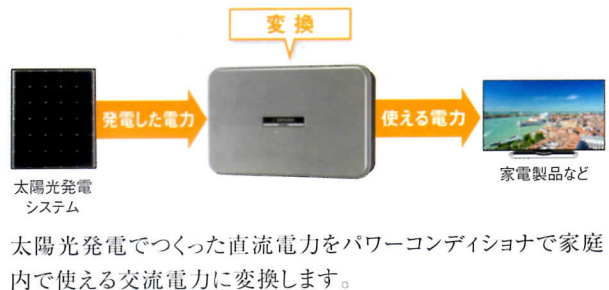 変換
発電した電力
使える電力
太陽光発電
システム
家電製品など
太陽光発電でつくった直流電力をパワーコンディショナで家庭
内で使える交流電力に変換します。